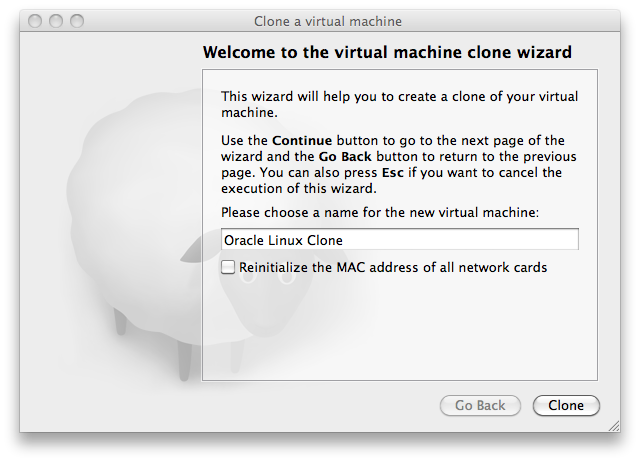 Clone a virtual machine
Welcome to the virtual machine clone wizard
This wizard will help you to create a clone of your virtual
machine.
Use the Continue button to go to the next page of the
wizard and the Go Back button to return to the previous
page. You can also press Esc if you want to cancel the
execution of this wizard.
Please choose a name for the new virtual machine:
Oracle Linux Clone
Reinitialize the MAC address of all network cards
Go Back
Clone